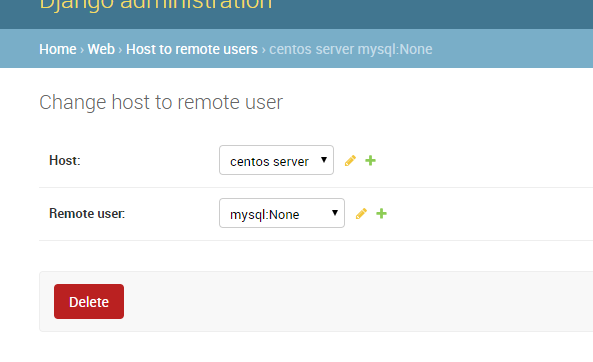 Django administration
Home › Web › Host to remote users › centos server mysql:None
Change host to remote user
Host: centos server
Remote user: mysql:None
Delete